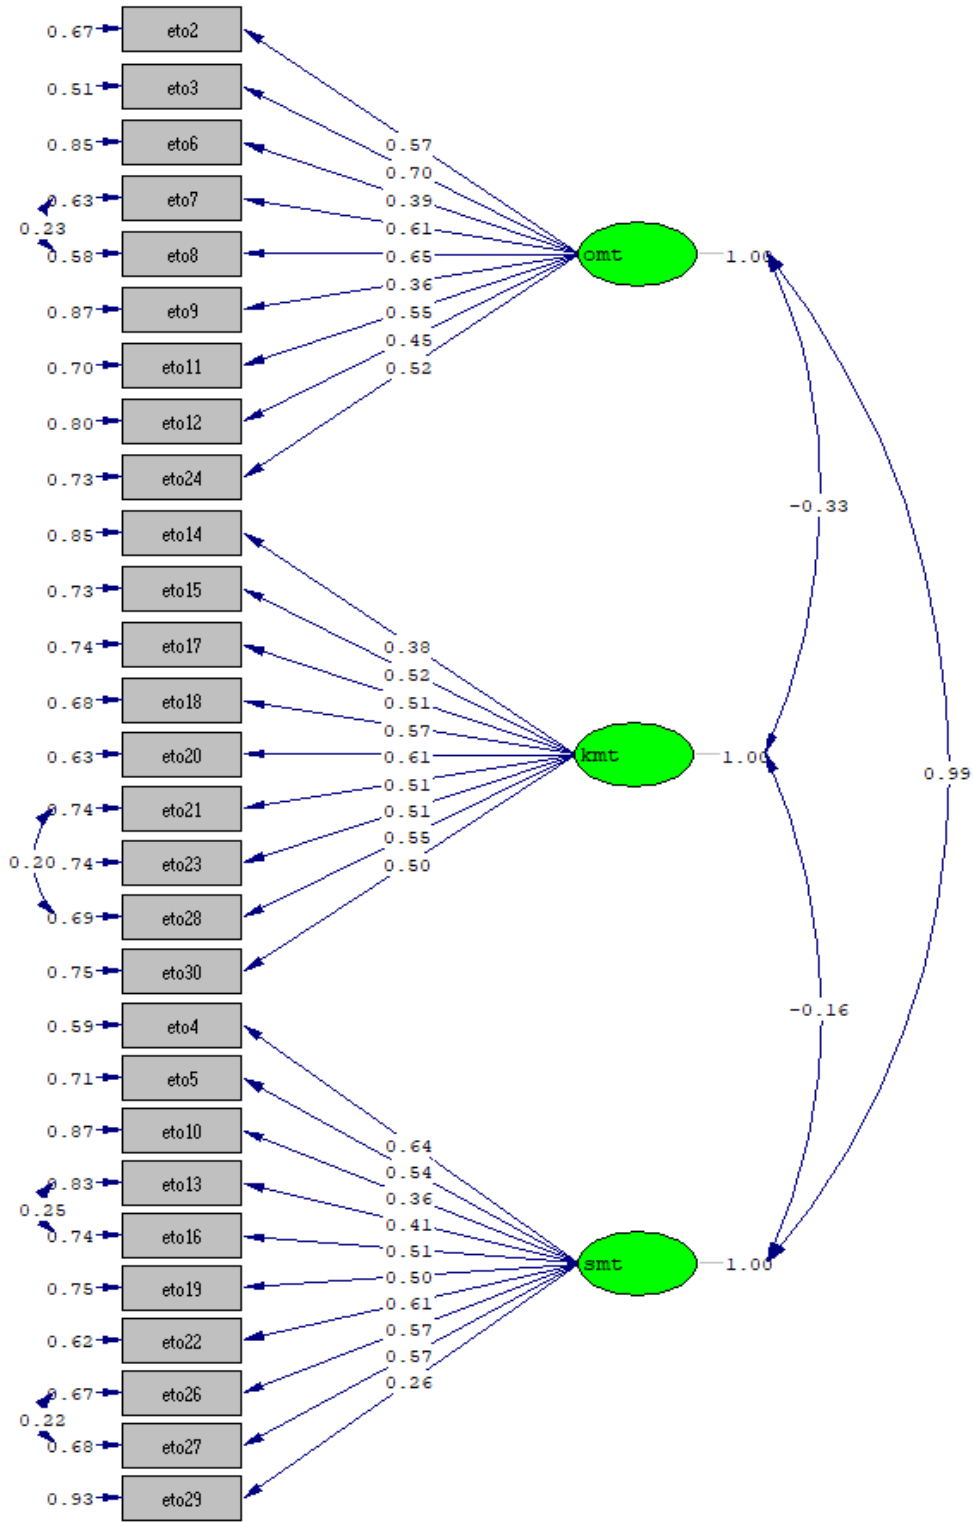 0.67 eto2
0.51 eto3
0.57
0.85 eto6
0.70
0.63 eto7
0.39
0.23
0.61
0.58 eto8
0.65
omt 1.00
0.36
0.87 eto9
0.55
0.45
0.70 eto11
0.52
0.80 eto12
0.73 eto24
-0.33
0.85 eto14
0.73 eto15
0.74 eto17
0.38
0.52
0.68 eto18
0.51
0.57
0.63 eto20
0.61
kmt 1.00
0.99
0.51
0.74 eto21
0.51
0.55
0.20 .74 eto23
0.50
0.69 eto28
0.75 eto30
-0.16
0.59 eto4
0.71 eto5
0.87 eto10
0.64
0.54
0.83 eto13
0.36
0.25
0.41
0.74 eto16
0.51
smt 1.00
0.50
0.75 eto19
0.61
0.57
0.62 eto22
0.57
0.26
0.67 eto26
0.22
0.68 eto27
0.93 eto29